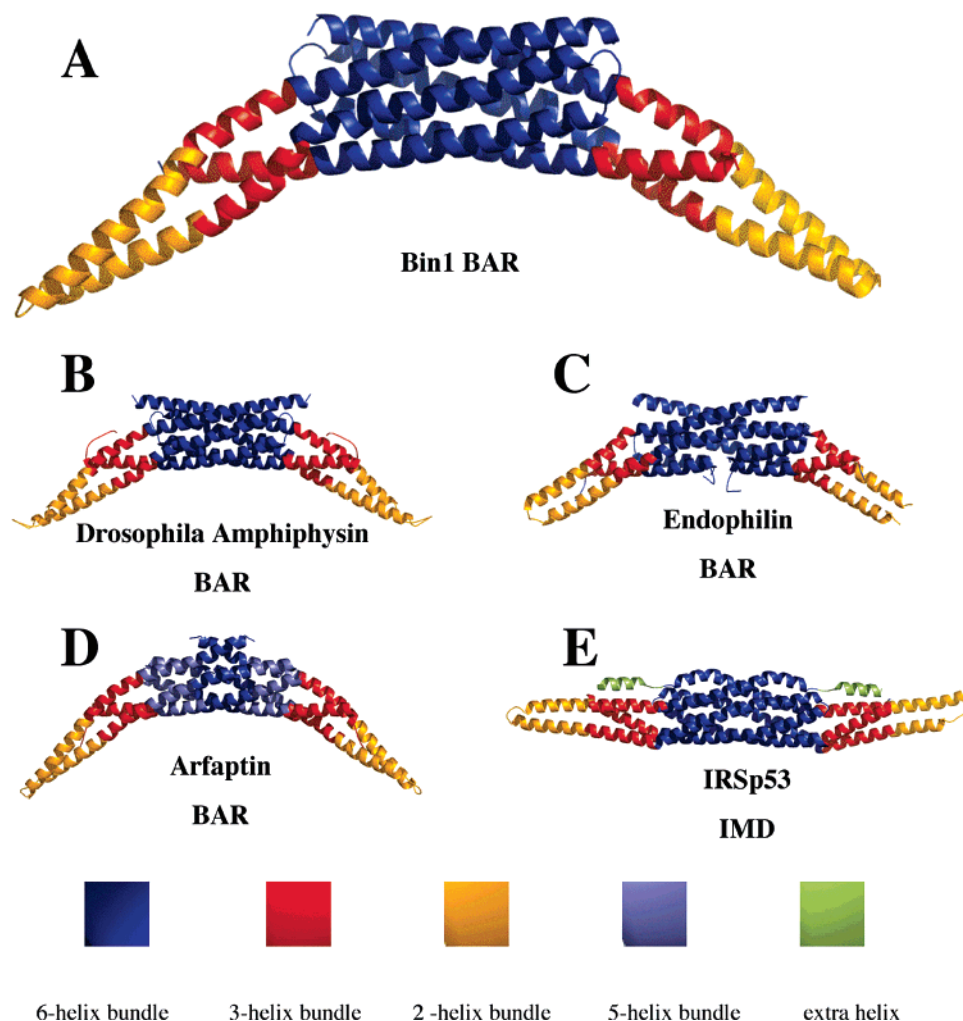 A
Bin1 BAR
B
C
Drosophila Amphiphysin
BAR
Endophilin
BAR
D
E
Arfaptin
BAR
IRSp53
IMD
6-helix bundle
3-helix bundle
2 -helix bundle
5-helix bundle
extra helix